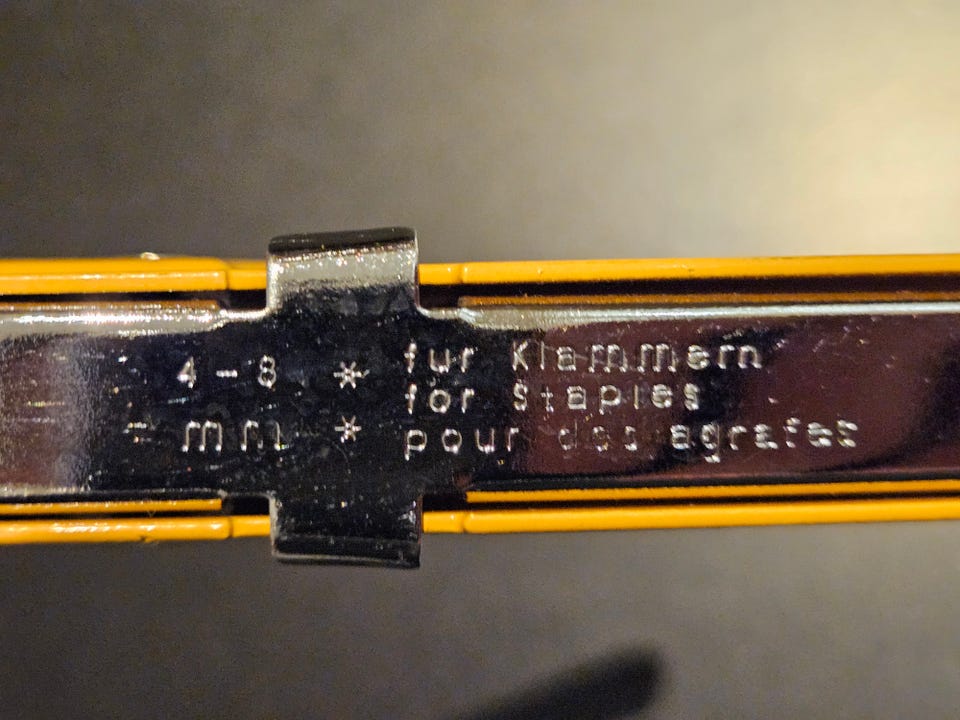 4-8 * fur Klammern
for Staples
mm * pour des agrafes